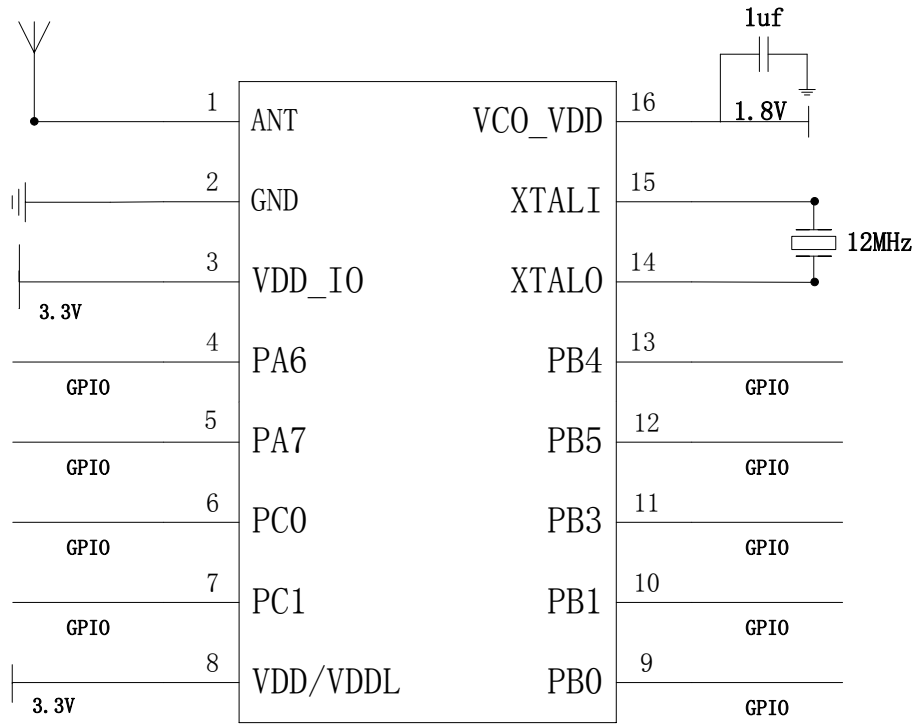 1uf
1 ANT VCO_VDD 16
1.8V
2 GND XTALI 15
12MHz
3 VDD_IO XTALO 14
3.3V
4 PA6 PB4 13
GPIO GPIO
5 PA7 PB5 12
GPIO GPIO
6 PC0 PB3 11
GPIO GPIO
7 PC1 PB1 10
GPIO GPIO
8 VDD/VDDL PB0 9
3.3V GPIO